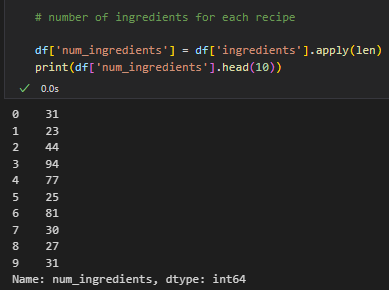 # number of ingredients for each recipe
df['num_ingredients'] = df['ingredients'].apply(len)
print(df['num_ingredients'].head(10))
0.0s
0 31
1 23
2 44
3 94
4 77
5 25
6 81
7 30
8 27
9 31
Name: num_ingredients, dtype: int64